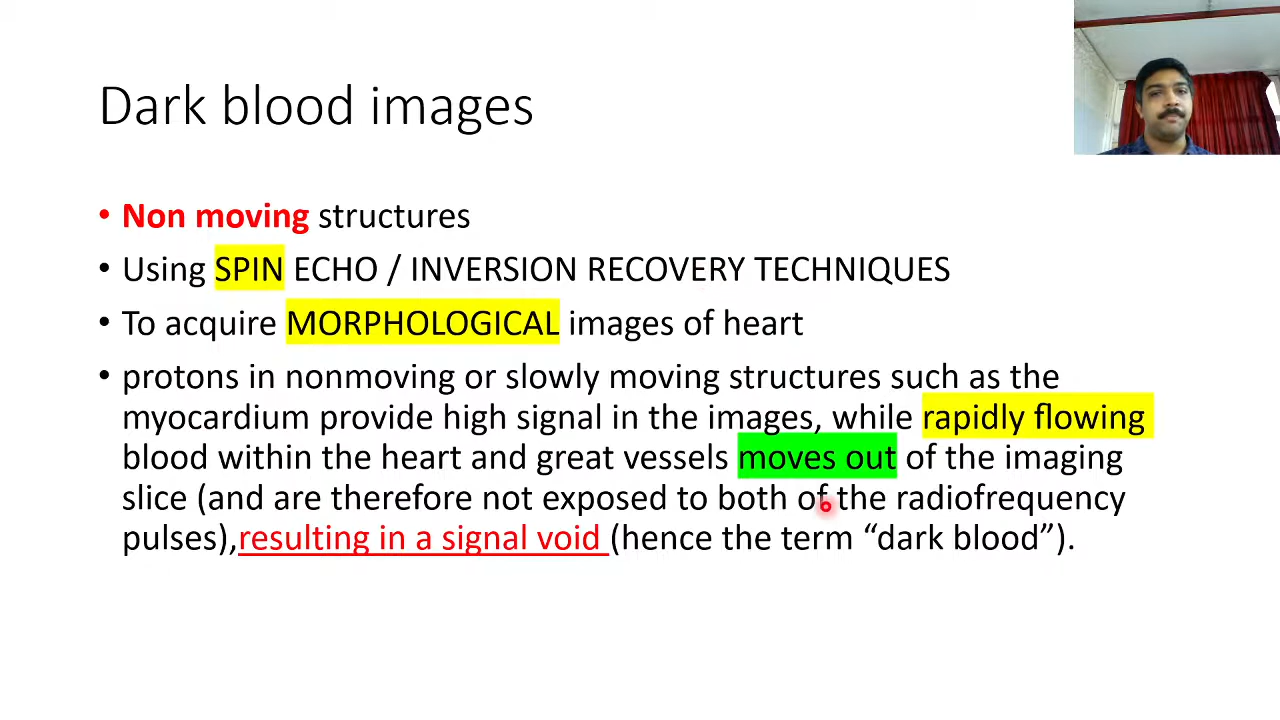 Dark blood images
• Non moving structures
• Using SPIN ECHO / INVERSION RECOVERY TECHNIQUES
• To acquire MORPHOLOGICAL images of heart
• protons in nonmoving or slowly moving structures such as the
myocardium provide high signal in the images, while rapidly flowing
blood within the heart and great vessels moves out of the imaging
slice (and are therefore not exposed to both of the radiofrequency
pulses),resulting in a signal void (hence the term “dark blood”).